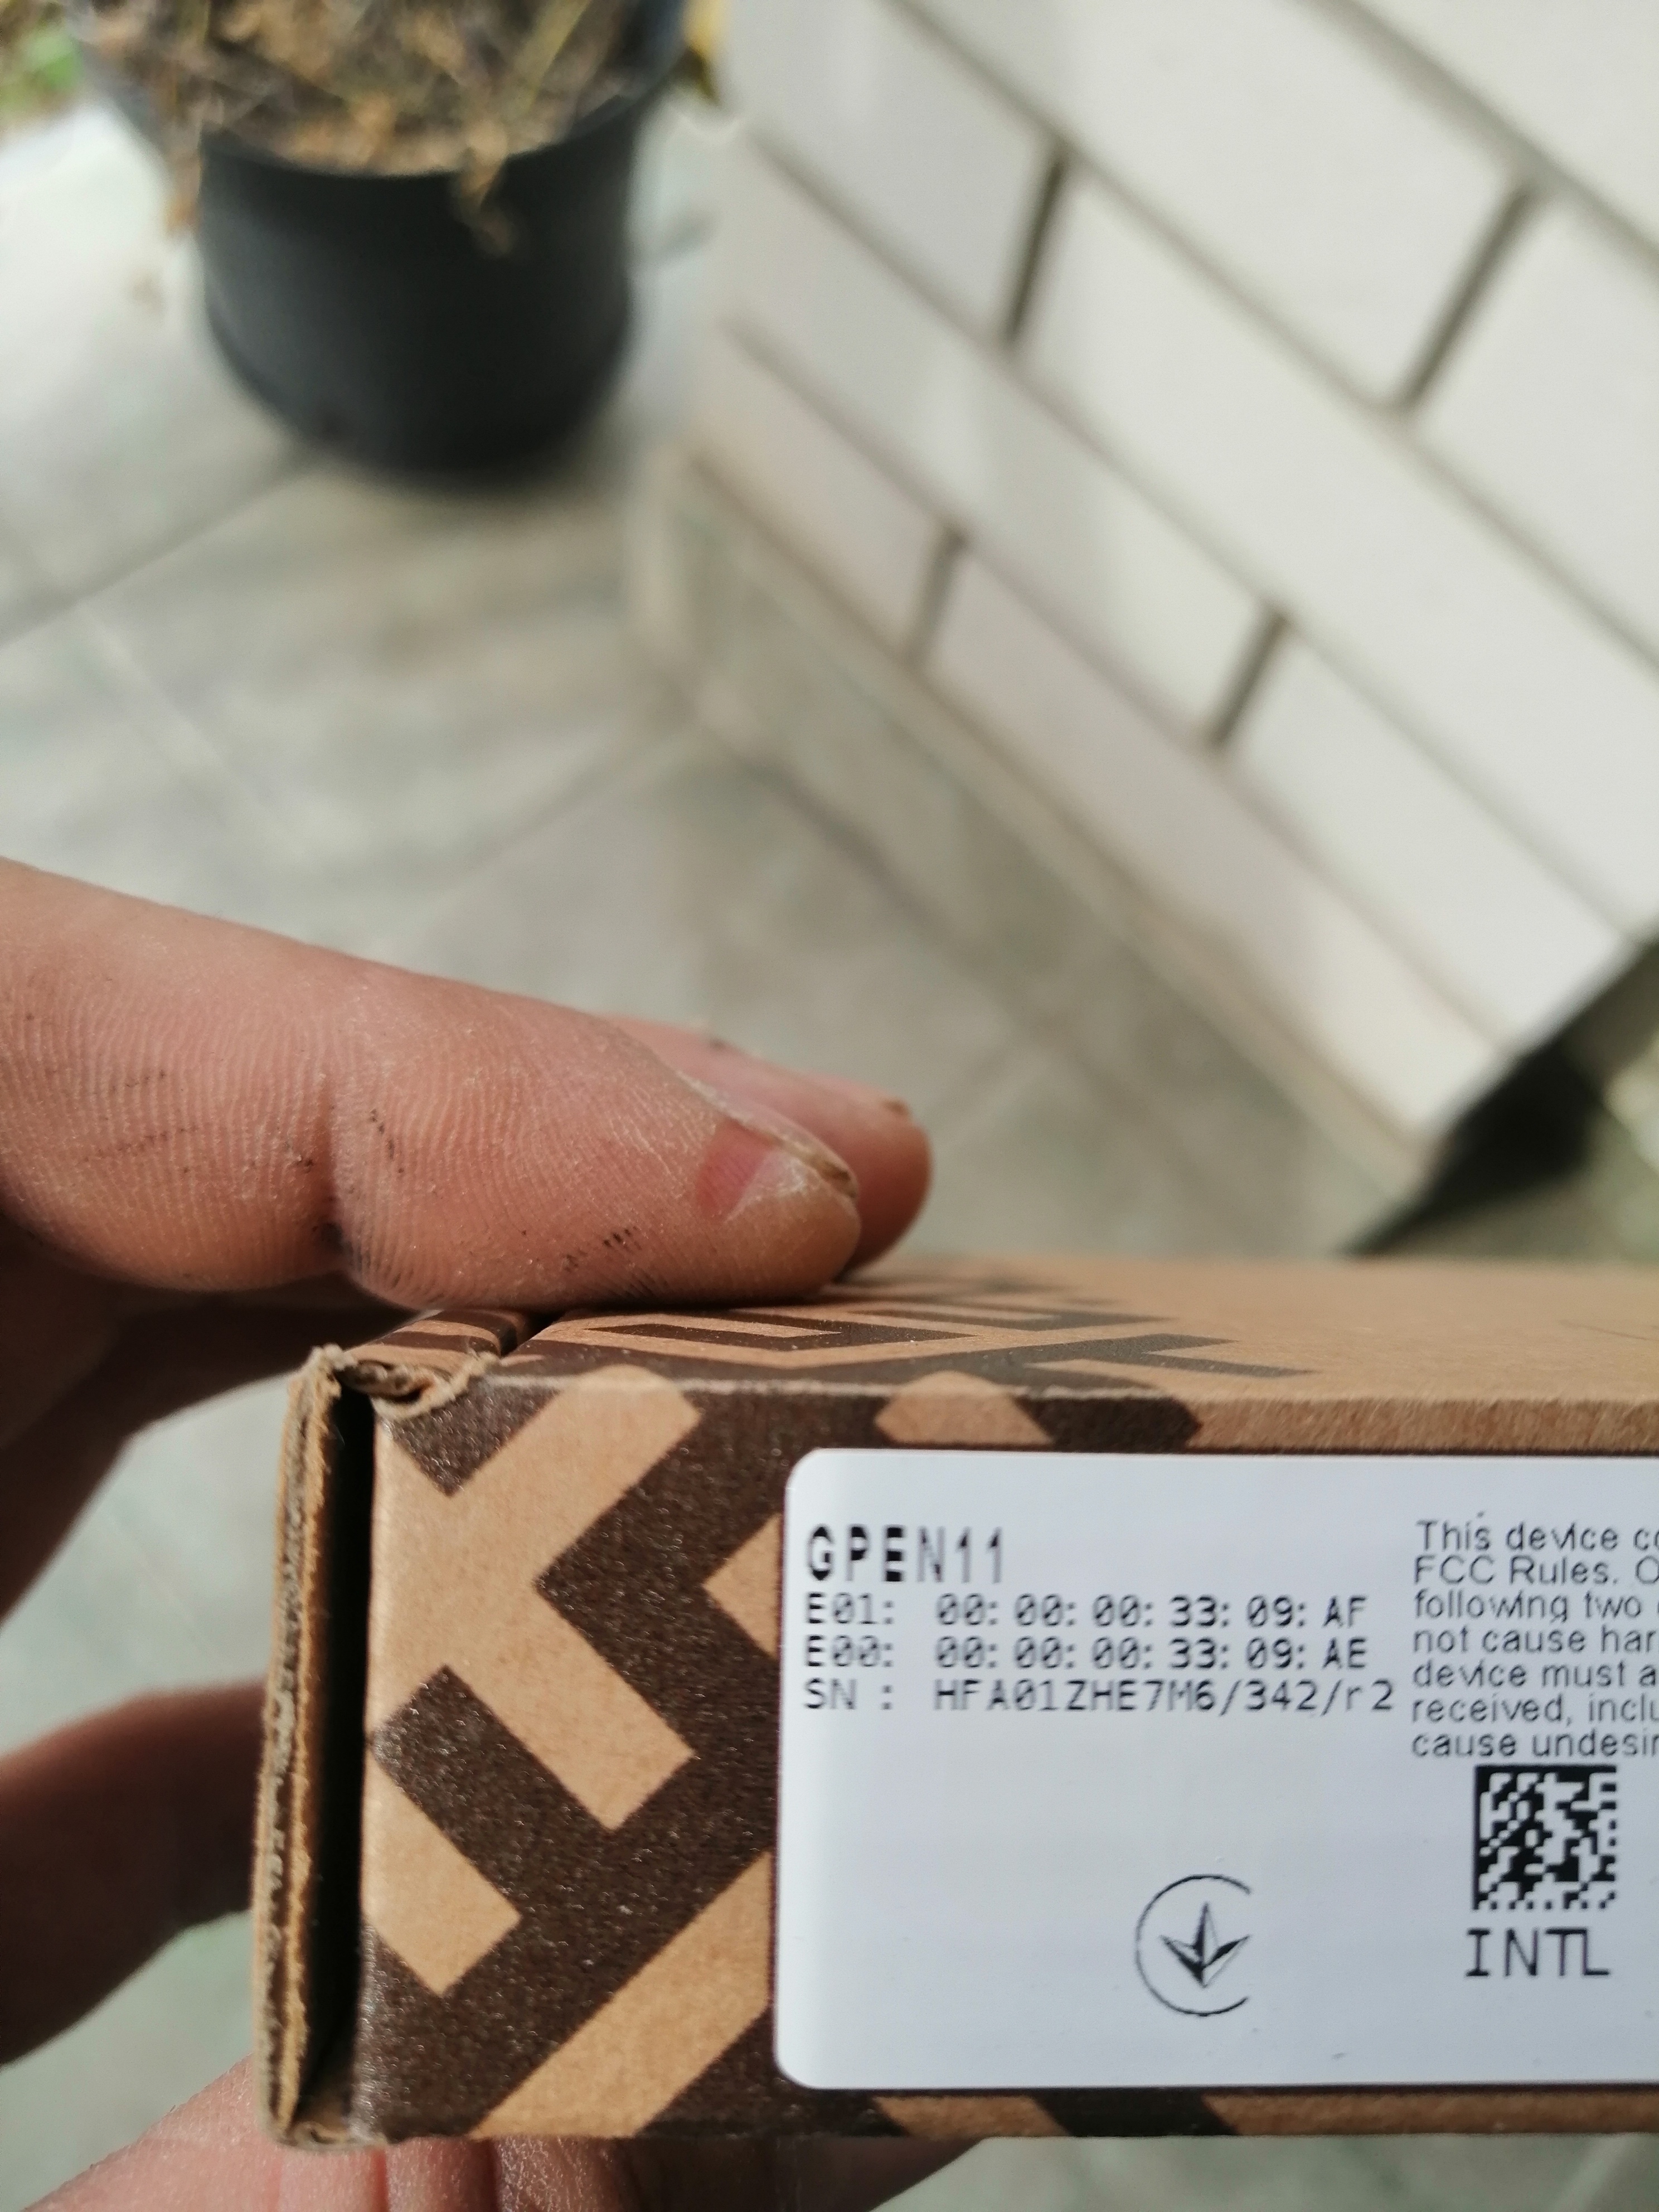 GPEN11
E01: 00:00:00:33:09:AF
E00: 00:00:00:33:09:AE
SN : HFA01ZHE7M6/342/r2
This device co
FCC Rules. O
following two
not cause har
device must a
received, inclu
cause undesir
INTL